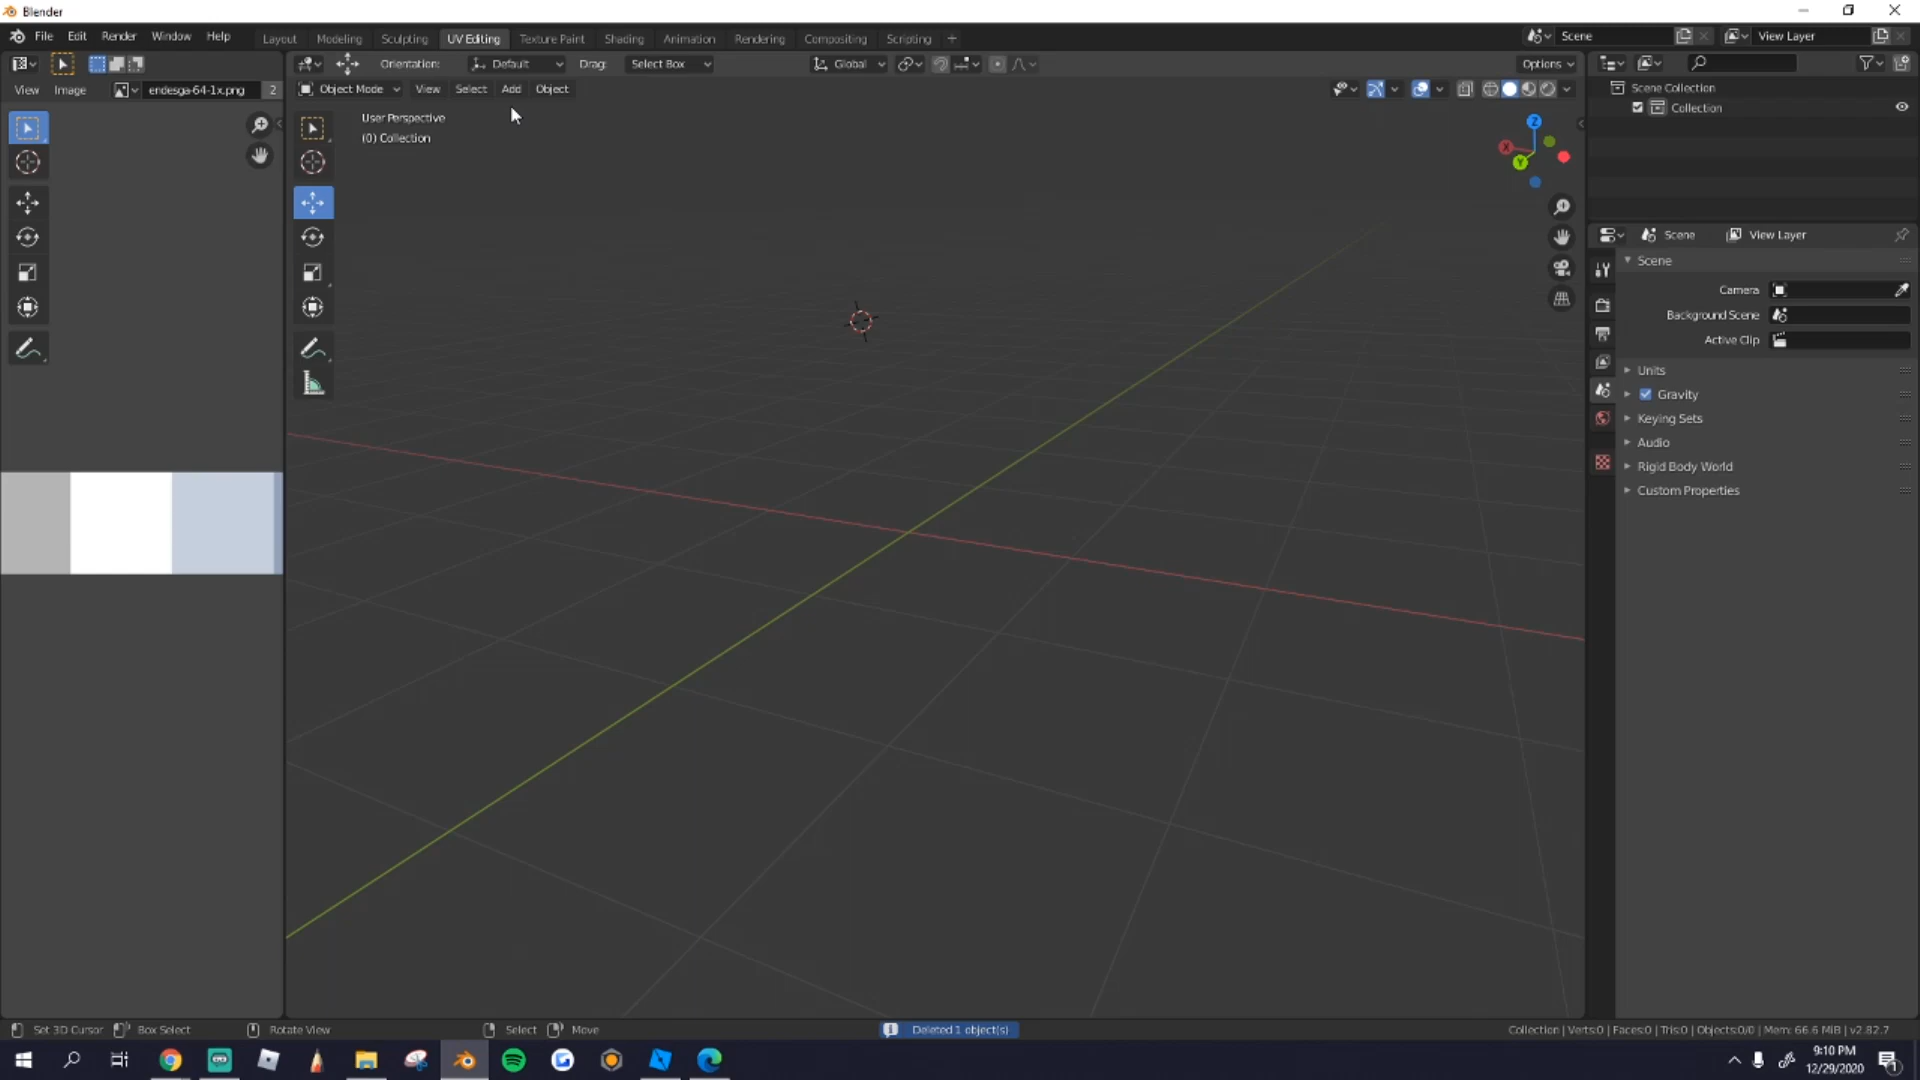 Blender
File Edit Render Window Help Layout Modeling Sculpting UV Editing Texture Paint Shading Animation Rendering Compositing Scripting + Scene View Layer
Orientation: Default Drag: Select Box Global Options
View Image endesga-64-1x.png 2 Object Mode View Select Add Object
Scene Collection
Collection
User Perspective
(0) Collection
Z
X
Y
Scene View Layer
Scene
Camera
Background Scene
Active Clip
Units
Gravity
Keying Sets
Audio
Rigid Body World
Custom Properties
Set 3D Cursor Box Select Rotate View Select Move Deleted 1 object(s) Collection | Verts:0 | Faces:0 | Tris:0 | Objects:0/0 | Mem: 66.6 MiB | v2.82.7
9:10 PM
12/29/2020
1